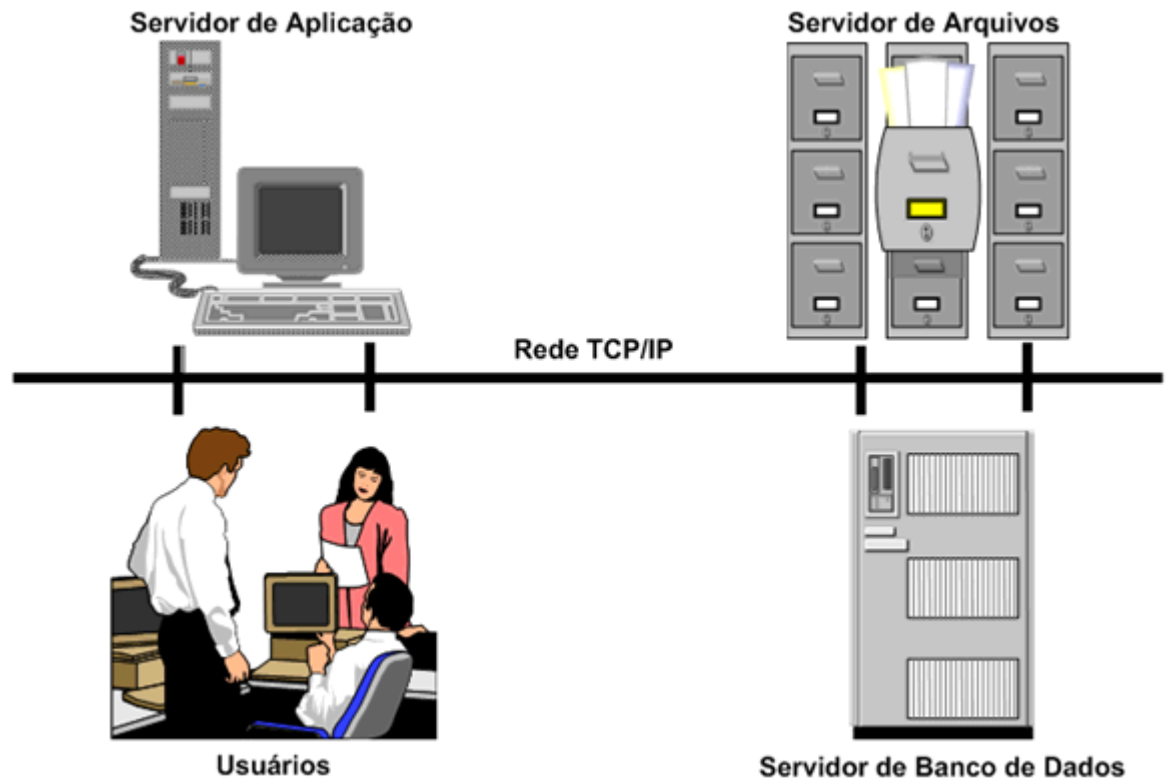 Servidor de Aplicação
Servidor de Arquivos
Rede TCP/IP
Usuários
Servidor de Banco de Dados